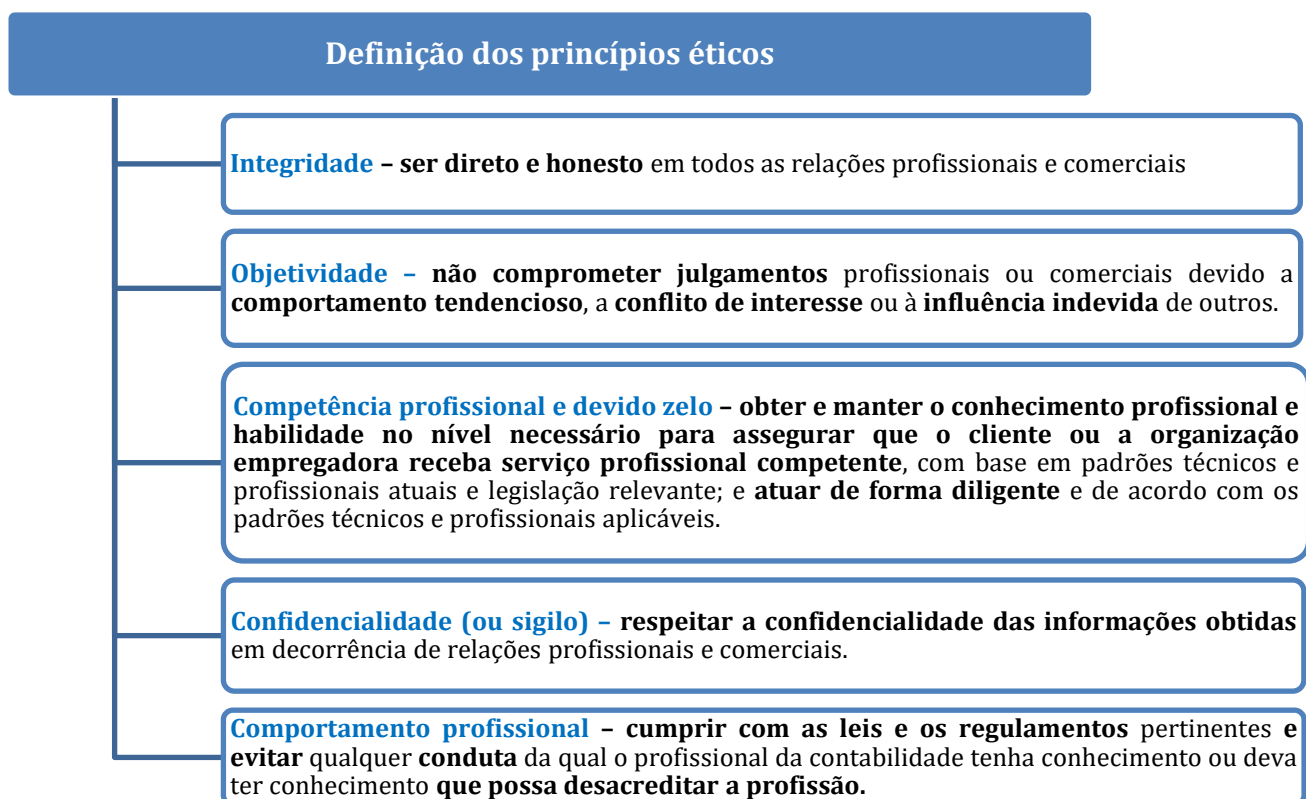 Definição dos princípios éticos
Integridade – ser direto e honesto em todos as relações profissionais e comerciais
Objetividade – não comprometer julgamentos profissionais ou comerciais devido a
comportamento tendencioso, a conflito de interesse ou à influência indevida de outros.
Competência profissional e devido zelo – obter e manter o conhecimento profissional e
habilidade no nível necessário para assegurar que o cliente ou a organização
empregadora receba serviço profissional competente, com base em padrões técnicos e
profissionais atuais e legislação relevante; e atuar de forma diligente e de acordo com os
padrões técnicos e profissionais aplicáveis.
Confidencialidade (ou sigilo) – respeitar a confidencialidade das informações obtidas
em decorrência de relações profissionais e comerciais.
Comportamento profissional – cumprir com as leis e os regulamentos pertinentes e
evitar qualquer conduta da qual o profissional da contabilidade tenha conhecimento ou deva
ter conhecimento que possa desacreditar a profissão.